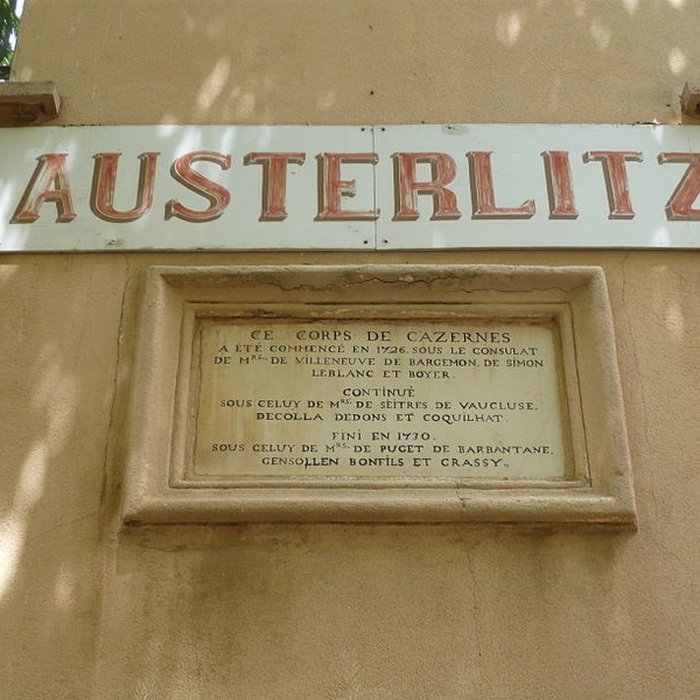 AUSTERLITZ
CE CORPS DE CAZERNES
A ÉTÉ COMMENCÉ EN 1726. SOUS LE CONSULAT
DE MRS. DE VILLENEUVE DE BARGEMON, DE SIMON
LEBLANC ET BOYER.
CONTINUÉ
SOUS CELUY DE MRS. DE SEITRES DE VAUCLUSE.
DECOLLA DEDONS ET COQUILHAT.
FINI EN 1730.
SOUS CELUY DE MRS. DE PUGET DE BARBANTANE.
GENSOLLEN BONFILS ET GRASSY.,